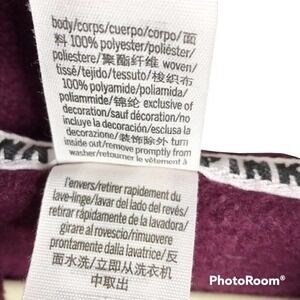 body/corps/cuerpo/corpo/面
料 100% polyester/poliéster/
poliestere/聚酯纤维 woven/
tissé/tejido/tessuto/梭织布
100% polyamide/poliamida/
poliammide/锦纶 exclusive of
decoration/sauf décoration/no
incluye la decoración/esclusa la
decorazione/装饰除外 turn
inside out/remove promptly from
washer/retourner le vêtement à
PINK
l'envers/retirer rapidement du
lave-linge/lavar del lado del revés/
retirar rápidamente de la lavadora/
girare al rovescio/rimuovere
prontamente dalla lavatrice/反
面水洗/立即从洗衣机
中取出
PhotoRoom®